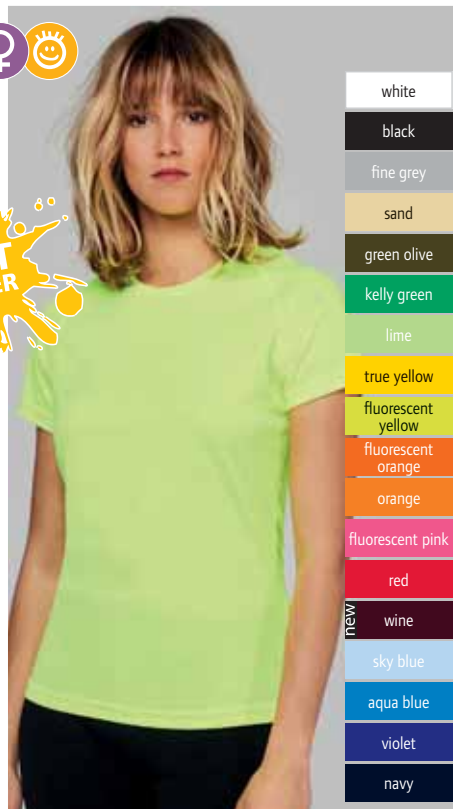 white
black
fine grey
sand
green olive
kelly green
lime
true yellow
fluorescent
yellow
fluorescent
orange
orange
fluorescent pink
red
new
wine
sky blue
aqua blue
violet
navy